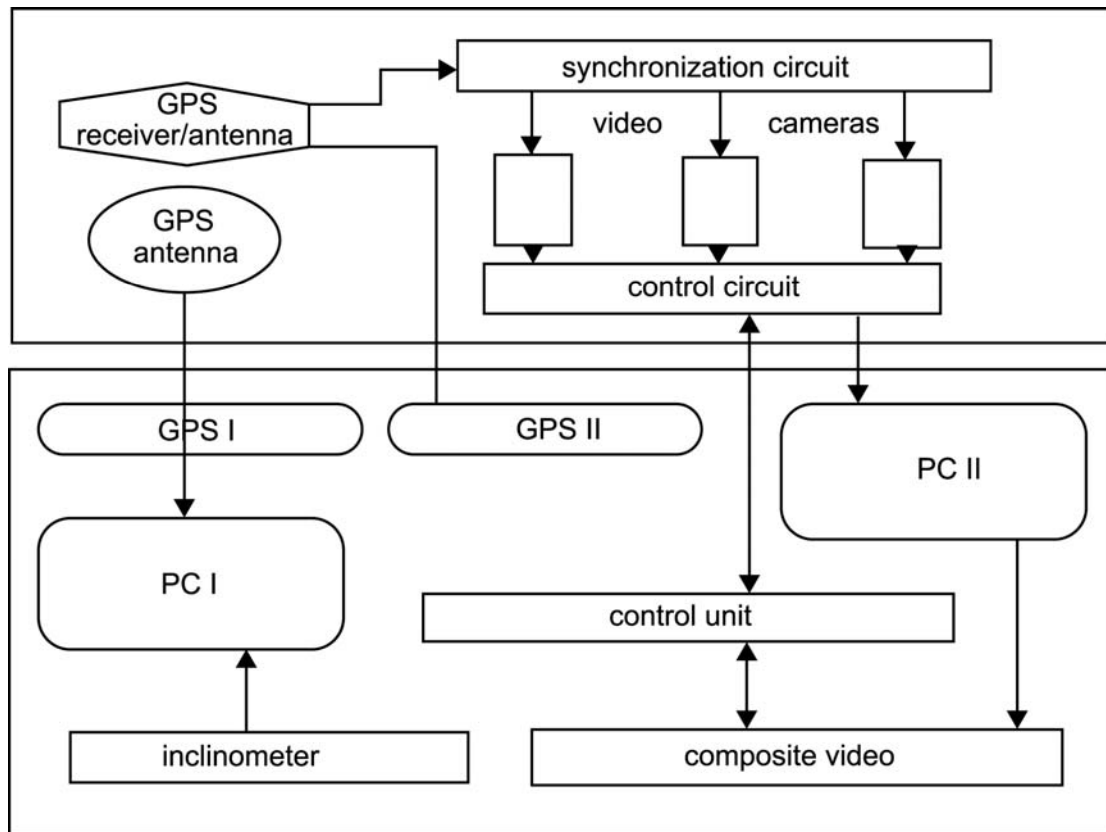 synchronization circuit
GPS
receiver/antenna
video cameras
GPS
antenna
control circuit
GPS I
GPS II
PC II
PC I
control unit
inclinometer
composite video